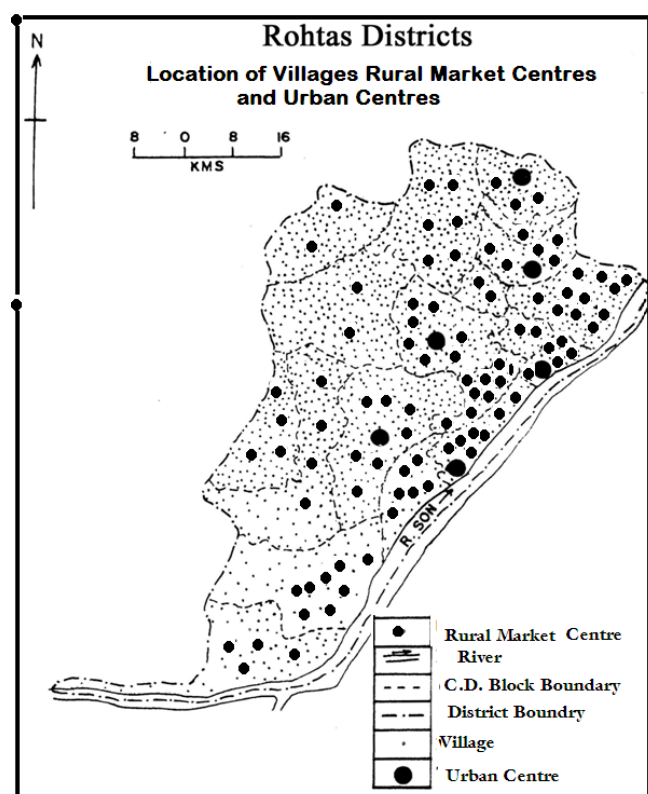 Rohtas Districts
N
Location of Villages Rural Market Centres
and Urban Centres
8 0 8 16
KMS
R. SON
Rural Market Centre
River
C.D. Block Boundary
District Boundry
Village
Urban Centre